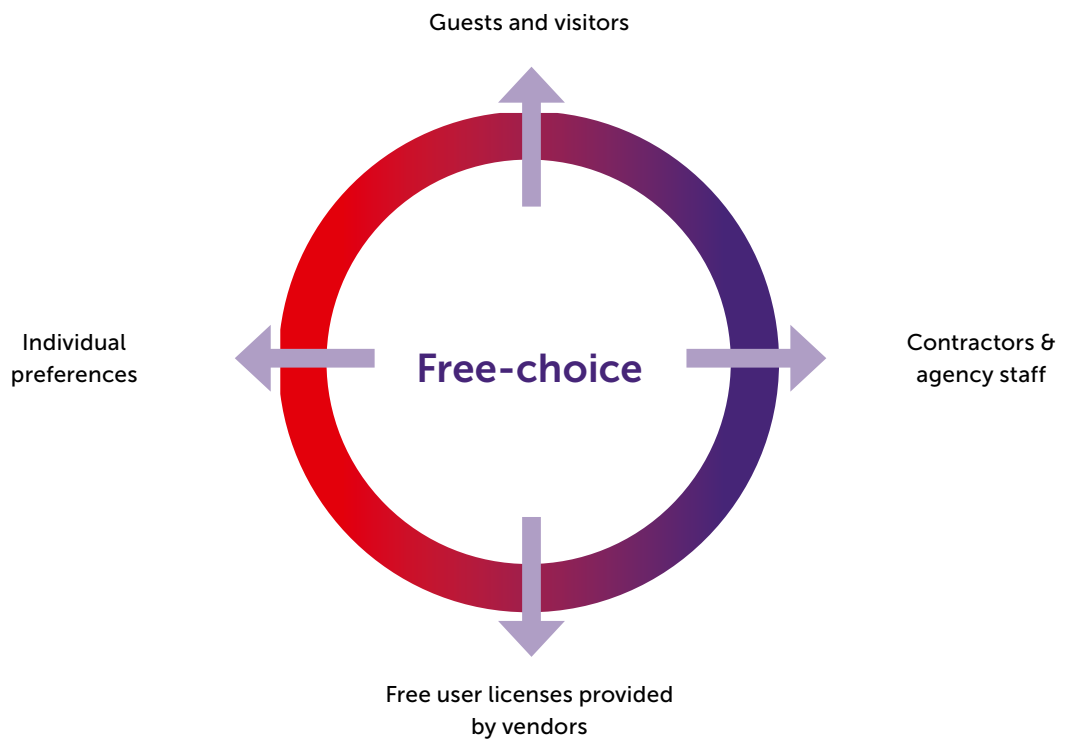 Guests and visitors
Individual
preferences
Free-choice
Contractors &
agency staff
Free user licenses provided
by vendors